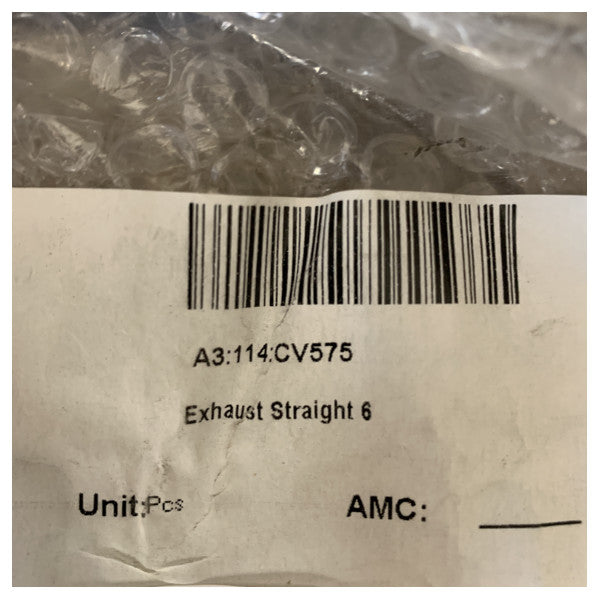 A3:114:CV575
Exhaust Straight 6
Unit:Pcs
AMC: